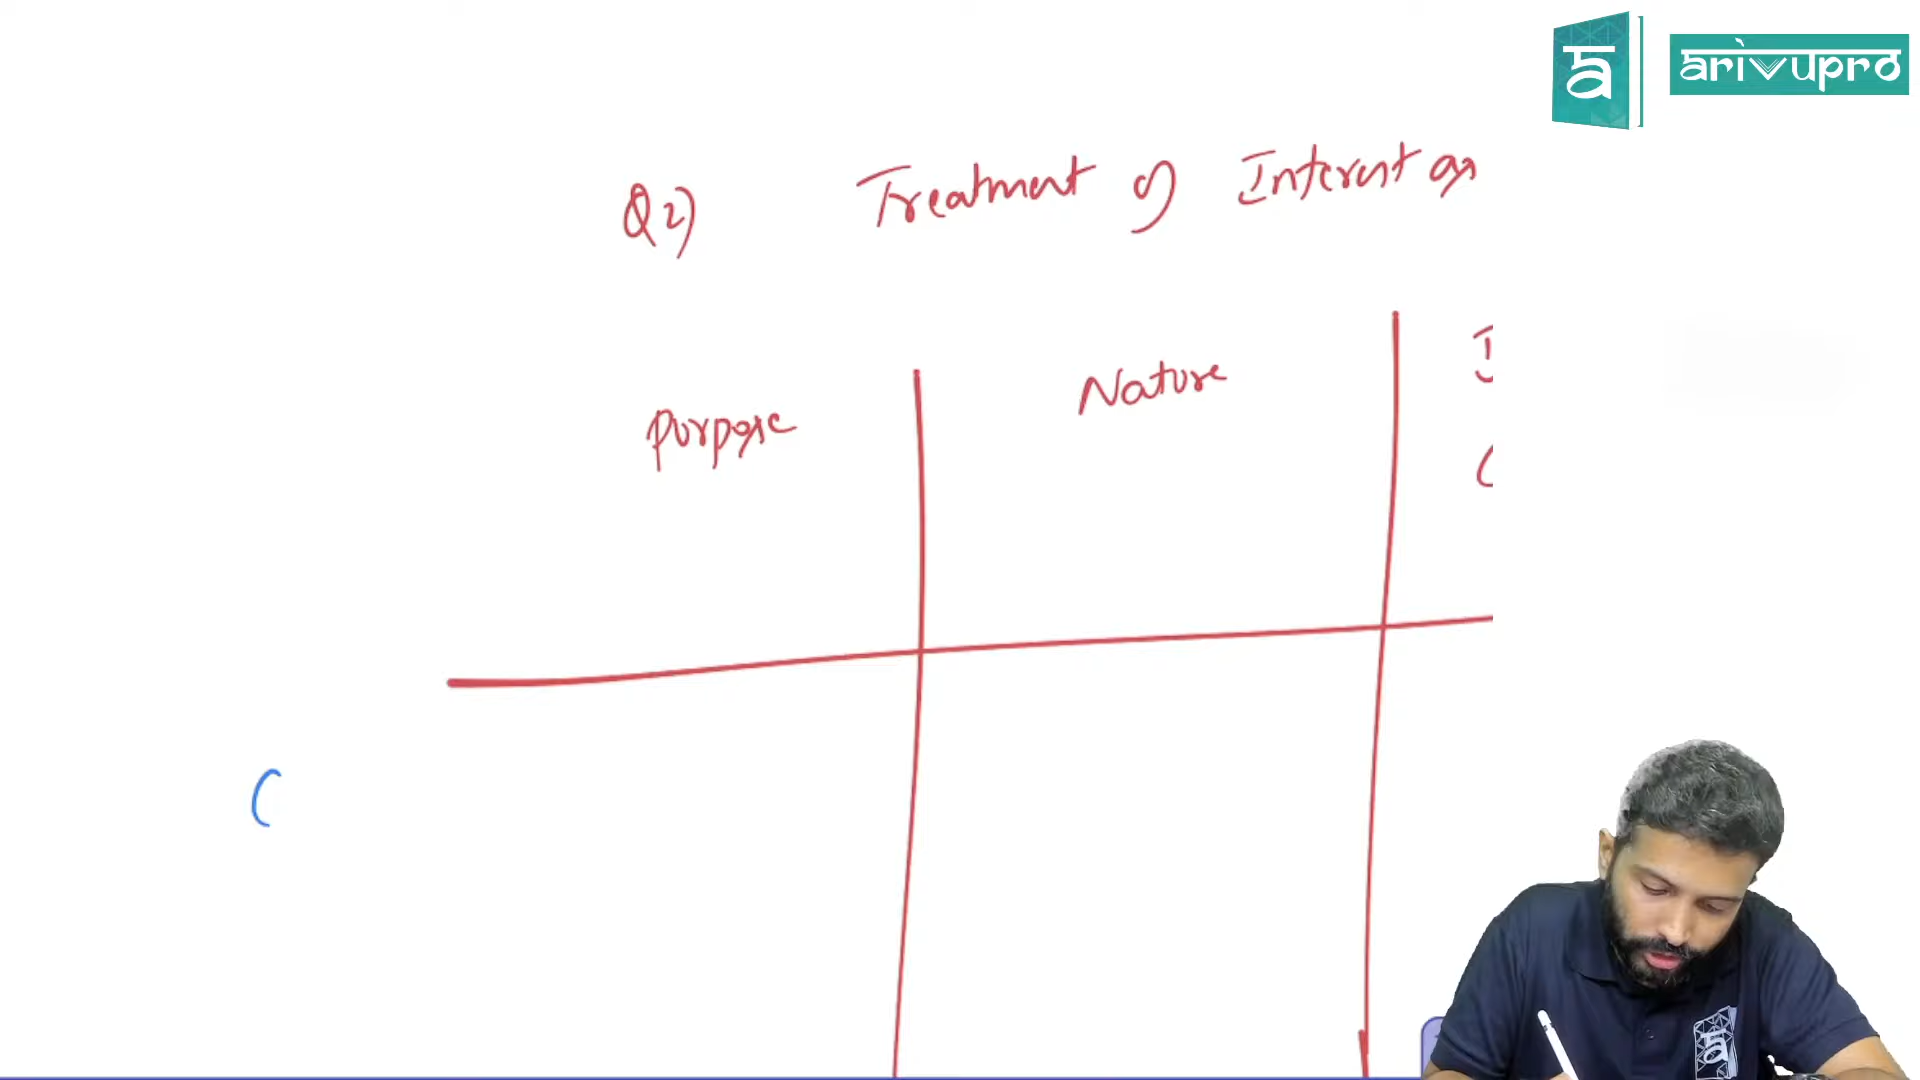 a arivupro
Q2) Treatment of Interest on
Purpose Nature I
(
(
a